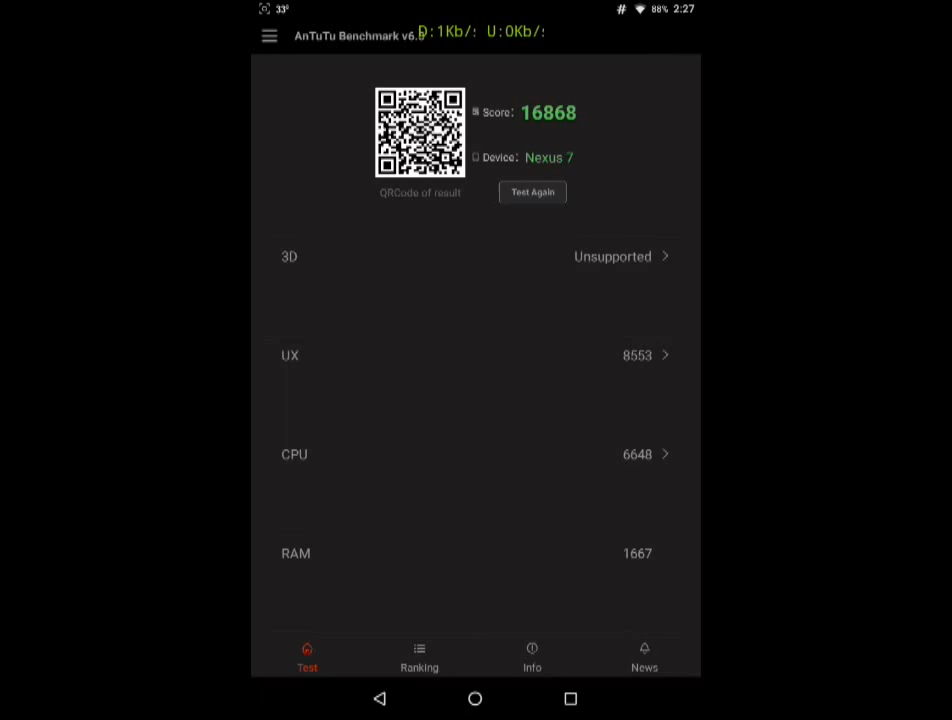 33° # 88% 2:27
AnTuTu Benchmark v6. D:1Kb/s U:0Kb/s
Score: 16868
Device: Nexus 7
QRCode of result Test Again
3D Unsupported
UX 8553
CPU 6648
RAM 1667
Test Ranking Info News